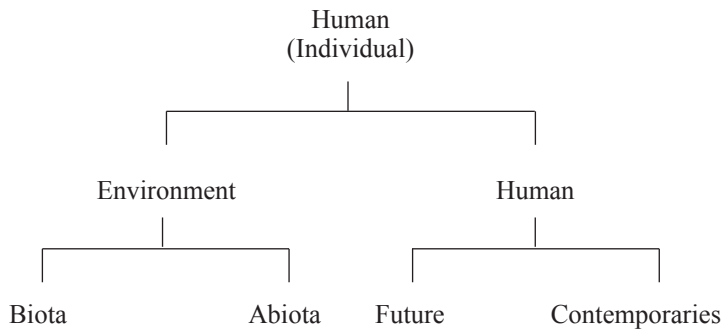 Human
(Individual)
Environment Human
Biota Abiota Future Contemporaries